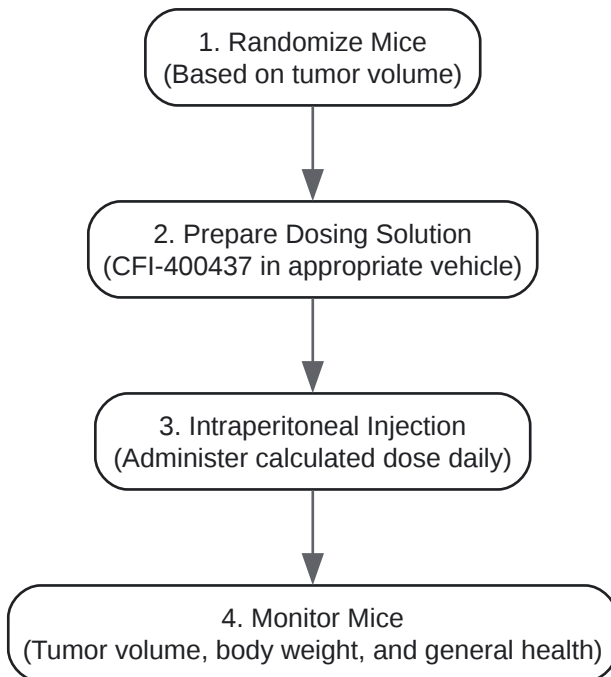 1. Randomize Mice
(Based on tumor volume)
2. Prepare Dosing Solution
(CFI-400437 in appropriate vehicle)
3. Intraperitoneal Injection
(Administer calculated dose daily)
4. Monitor Mice
(Tumor volume, body weight, and general health)